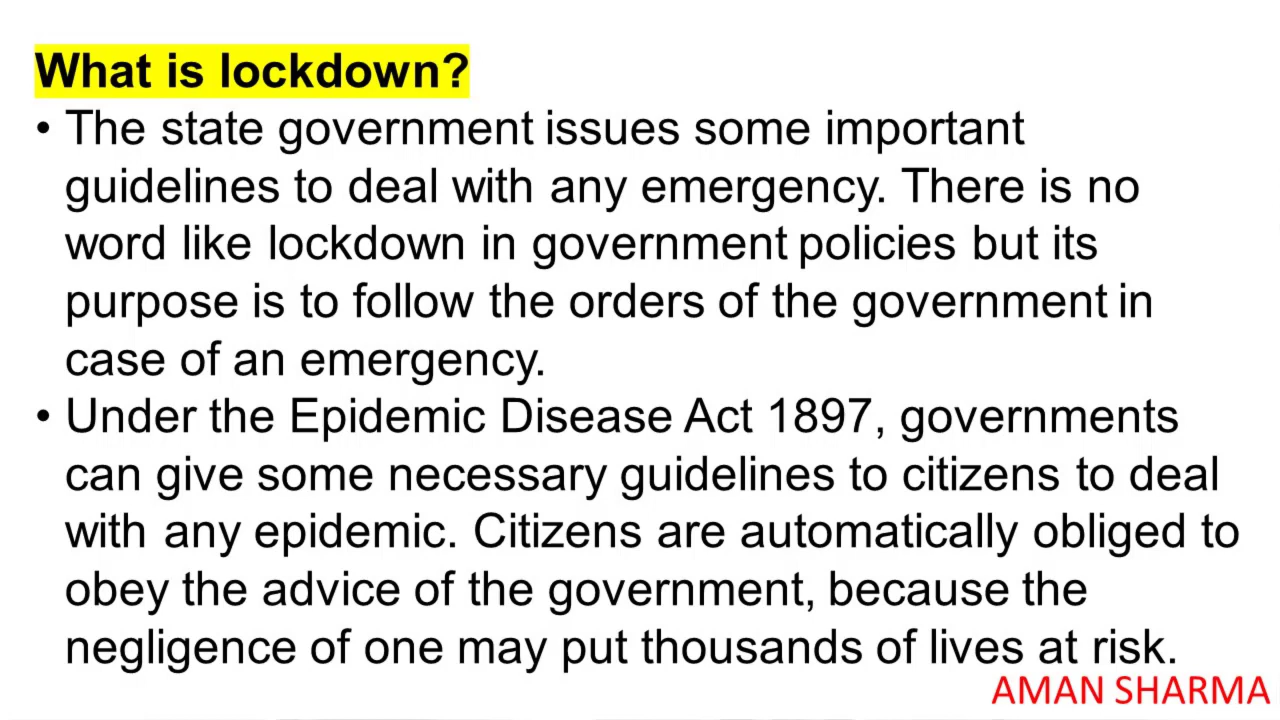 What is lockdown?
• The state government issues some important
guidelines to deal with any emergency. There is no
word like lockdown in government policies but its
purpose is to follow the orders of the government in
case of an emergency.
• Under the Epidemic Disease Act 1897, governments
can give some necessary guidelines to citizens to deal
with any epidemic. Citizens are automatically obliged to
obey the advice of the government, because the
negligence of one may put thousands of lives at risk.
AMAN SHARMA